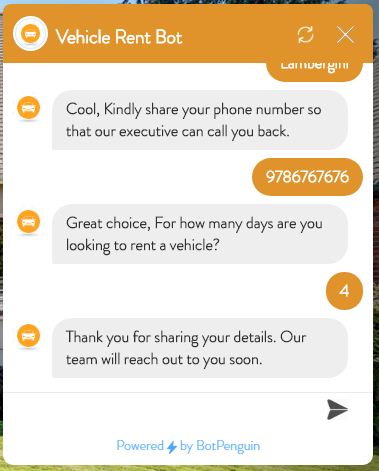 Vehicle Rent Bot
Lamberghi
Cool, Kindly share your phone number so
that our executive can call you back.
9786767676
Great choice, For how many days are you
looking to rent a vehicle?
4
Thank you for sharing your details. Our
team will reach out to you soon.
Powered by BotPenguin